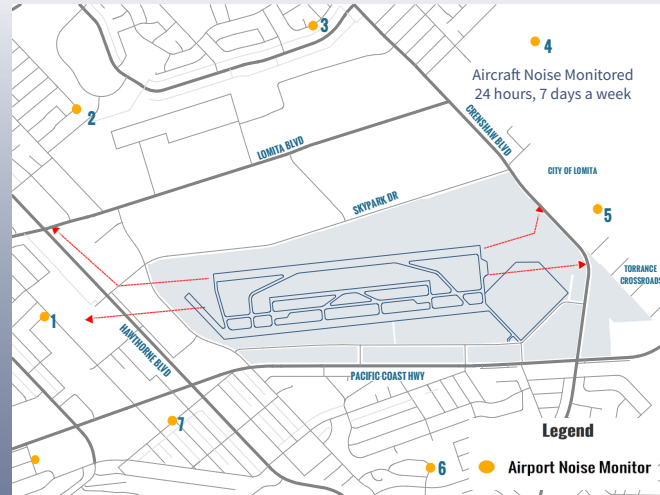 3
4
Aircraft Noise Monitored
24 hours, 7 days a week
2
CRENSHAW BLVD
LOMITA BLVD
CITY OF LOMITA
SKYPARK DR
5
TORRANCE
CROSSROADS
1
HAWTHORNE BLVD
PACIFIC COAST HWY
7
Legend
6
Airport Noise Monitor